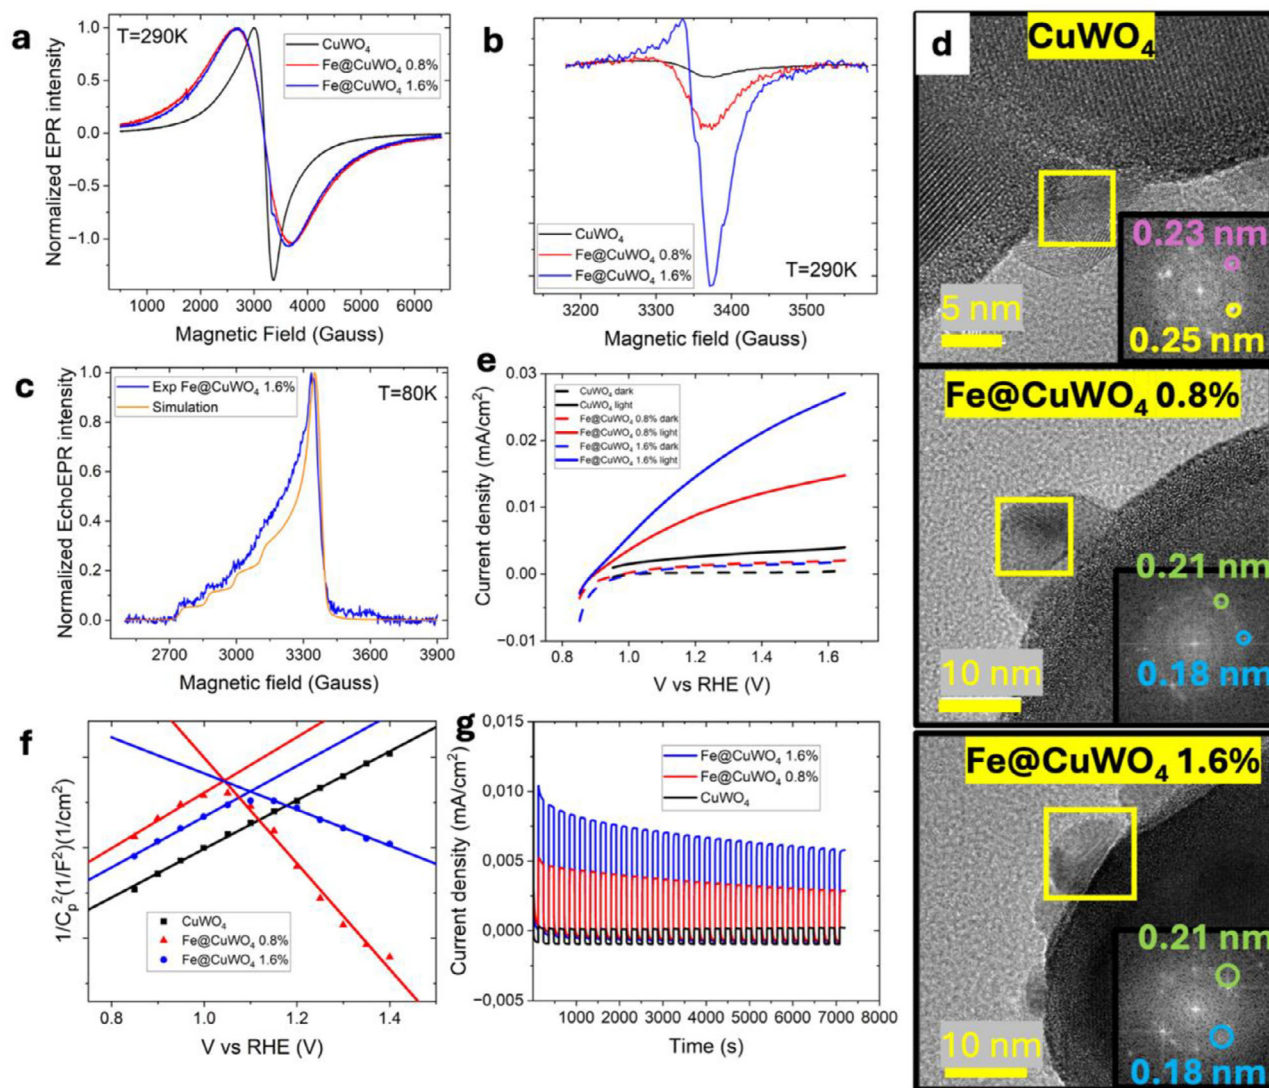 a
T=290K
CuWO₄
Fe@CuWO₄ 0.8%
Fe@CuWO₄ 1.6%
Normalized EPR intensity
1.0
0.5
0.0
−0.5
−1.0
1000 2000 3000 4000 5000 6000
Magnetic Field (Gauss)
b
CuWO₄
Fe@CuWO₄ 0.8%
Fe@CuWO₄ 1.6%
T=290K
3200 3300 3400 3500
Magnetic field (Gauss)
c
Exp Fe@CuWO₄ 1.6%
Simulation
T=80K
Normalized EchoEPR intensity
1.0
0.8
0.6
0.4
0.2
0.0
2500 3000 3300 3600 3900
Magnetic field (Gauss)
d
CuWO₄
0.23 nm
0.25 nm
5 nm
Fe@CuWO₄ 0.8%
0.21 nm
0.18 nm
10 nm
Fe@CuWO₄ 1.6%
0.21 nm
0.18 nm
10 nm
e
CuWO₄ dark
CuWO₄ light
Fe@CuWO₄ 0.8% dark
Fe@CuWO₄ 0.8% light
Fe@CuWO₄ 1.6% dark
Fe@CuWO₄ 1.6% light
Current density (mA/cm²)
0.03
0.02
0.01
0.00
−0.01
0.8 1.0 1.2 1.4 1.6
V vs RHE (V)
f
1/Cₚ²(1/F²)(1/cm²)
CuWO₄
Fe@CuWO₄ 0.8%
Fe@CuWO₄ 1.6%
0.8 1.0 1.2 1.4
V vs RHE (V)
g
Fe@CuWO₄ 1.6%
Fe@CuWO₄ 0.8%
CuWO₄
Current density (mA/cm²)
0,015
0,010
0,005
0,000
−0,005
1000 2000 3000 4000 5000 6000 7000 8000
Time (s)